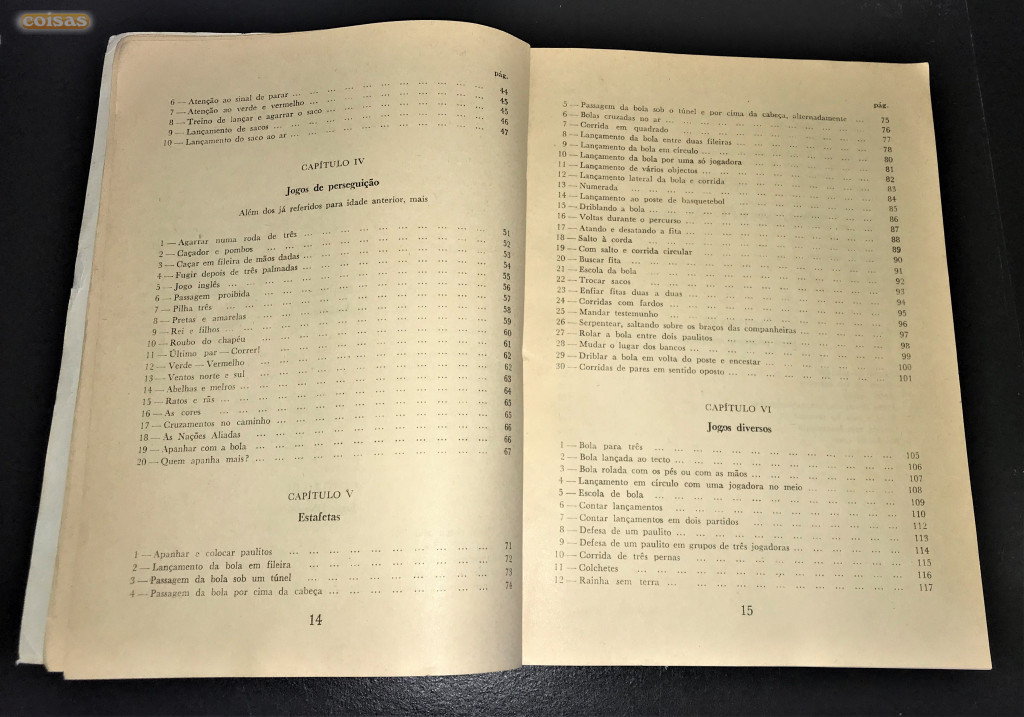 coisas
pág.
6 — Atenção ao sinal de parar ... 44
7 — Atenção ao verde e vermelho ... 45
8 — Treino de lançar e agarrar o saco ... 45
9 — Lançamento de sacos ... 46
10 — Lançamento do saco ao ar ... 47
CAPÍTULO IV
Jogos de perseguição
Além dos já referidos para idade anterior, mais
1 — Agarrar numa roda de três ... 51
2 — Caçador e pombos ... 52
3 — Caçar em fileira de mãos dadas ... 53
4 — Fugir depois de três palmadas ... 54
5 — Jogo inglês ... 55
6 — Passagem proibida ... 56
7 — Pilha três ... 57
8 — Pretas e amarelas ... 58
9 — Rei e filhos ... 59
10 — Roubo do chapéu ... 60
11 — Último par — Correr! ... 61
12 — Verde — Vermelho ... 62
13 — Ventos norte e sul ... 62
14 — Abelhas e melros ... 63
15 — Ratos e rãs ... 64
16 — As cores ... 65
17 — Cruzamentos no caminho ... 65
18 — As Nações Aliadas ... 66
19 — Apanhar com a bola ... 66
20 — Quem apanha mais? ... 67
CAPÍTULO V
Estafetas
1 — Apanhar e colocar paulitos ... 71
2 — Lançamento da bola em fileira ... 72
3 — Passagem da bola sob um túnel ... 73
4 — Passagem da bola por cima da cabeça ... 74
14
pág.
5 — Passagem da bola sob o túnel e por cima da cabeça, alternadamente ... 75
6 — Bolas cruzadas no ar ... 76
7 — Corrida em quadrado ... 77
8 — Lançamento da bola entre duas fileiras ... 78
9 — Lançamento da bola em círculo ... 80
10 — Lançamento da bola por uma só jogadora ... 81
11 — Lançamento de vários objectos ... 82
12 — Lançamento lateral da bola e corrida ... 83
13 — Numerada ... 84
14 — Lançamento ao poste de basquetebol ... 85
15 — Driblando a bola ... 86
16 — Voltas durante o percurso ... 87
17 — Atando e desatando a fita ... 88
18 — Salto à corda ... 89
19 — Com salto e corrida circular ... 90
20 — Buscar fita ... 91
21 — Escola da bola ... 92
22 — Trocar sacos ... 93
23 — Enfiar fitas duas a duas ... 94
24 — Corridas com fardos ... 95
25 — Mandar testemunho ... 96
26 — Serpentear, saltando sobre os braços das companheiras ... 97
27 — Rolar a bola entre dois paulitos ... 98
28 — Mudar o lugar dos bancos ... 99
29 — Driblar a bola em volta do poste e encestar ... 100
30 — Corridas de pares em sentido oposto ... 101
CAPÍTULO VI
Jogos diversos
1 — Bola para três ... 105
2 — Bola lançada ao tecto ... 106
3 — Bola rolada com os pés ou com as mãos ... 107
4 — Lançamento em círculo com uma jogadora no meio ... 108
5 — Escola de bola ... 109
6 — Contar lançamentos ... 110
7 — Contar lançamentos em dois partidos ... 112
8 — Defesa de um paulito ... 113
9 — Defesa de um paulito em grupos de três jogadoras ... 114
10 — Corrida de três pernas ... 115
11 — Colchetes ... 116
12 — Rainha sem terra ... 117
15